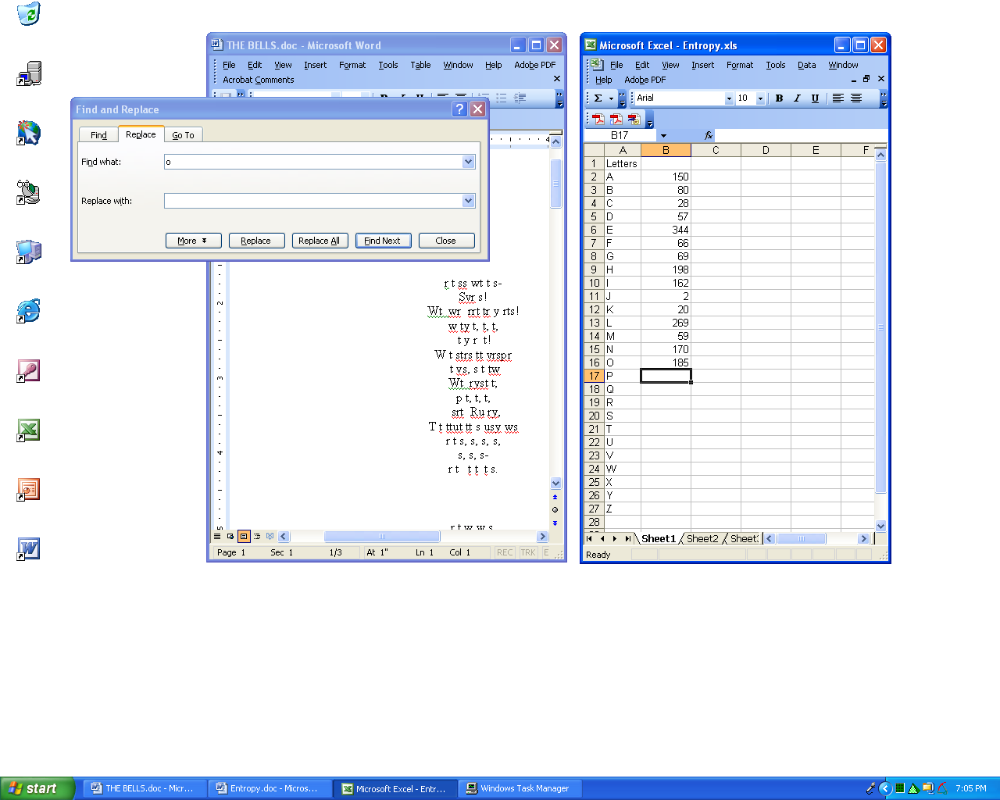 THE BELLS.doc - Microsoft Word
File Edit View Insert Format Tools Table Window Help Adobe PDF
Acrobat Comments
Find and Replace
Find Replace Go To
Find what: o
Replace with:
More Replace Replace All Find Next Close
4
2
3
4
5
r t ss wt t s-
Svr s!
Wt wr rrt tr y rts!
w ty t, t, t,
t y r t!
W t strs tt vrspr
t vs, s t tw
Wt ryst t;
p t, t, t,
srt Ru ry,
T t ttut tt s usy ws
r t s, s, s, s,
s, s, s-
r t t t t s.
r t w w s
Page 1 Sec 1 1/3 At 1" Ln 1 Col 1 REC TRK E
Microsoft Excel - Entropy.xls
File Edit View Insert Format Tools Data Window
Help Adobe PDF
Σ Arial 10 B I U
B17 fx
A B C D E F
1 Letters
2 A 150
3 B 80
4 C 28
5 D 57
6 E 344
7 F 66
8 G 69
9 H 198
10 I 162
11 J 2
12 K 20
13 L 269
14 M 59
15 N 170
16 O 185
17 P
18 Q
19 R
20 S
21 T
22 U
23 V
24 W
25 X
26 Y
27 Z
28
Sheet1 Sheet2 Sheet
Ready
start THE BELLS.doc - Micr... Entropy.doc - Micros... Microsoft Excel - Entr... Windows Task Manager 7:05 PM